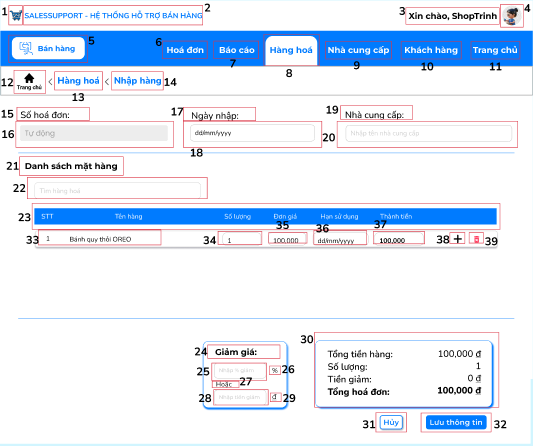 1 SALESSUPPORT - HỆ THỐNG HỖ TRỢ BÁN HÀNG 2 3 Xin chào, ShopTrinh 4
Bán hàng 5 6 Hoá đơn Báo cáo Hàng hoá Nhà cung cấp Khách hàng Trang chủ
7 8 9 10 11
12 Trang chủ < Hàng hoá < Nhập hàng 14
13
15 Số hoá đơn: 17 Ngày nhập: 19 Nhà cung cấp:
16 Tự động dd/mm/yyyy 20 Nhập tên nhà cung cấp
18
21 Danh sách mặt hàng
22 Tìm hàng hoá
23 STT Tên hàng Số lượng Đơn giá Hạn sử dụng Thành tiền
35 36 37
33 1 Bánh quy thôi OREO 34 1 100,000 dd/mm/yyyy 100,000 38 + 39
24 Giảm giá: 30
Tổng tiền hàng: 100,000 đ
25 % 26 Số lượng: 1
Hoặc 27 Tiền giảm: 0 đ
28 đ 29 Tổng hoá đơn: 100,000 đ
31 Hủy Lưu thông tin 32